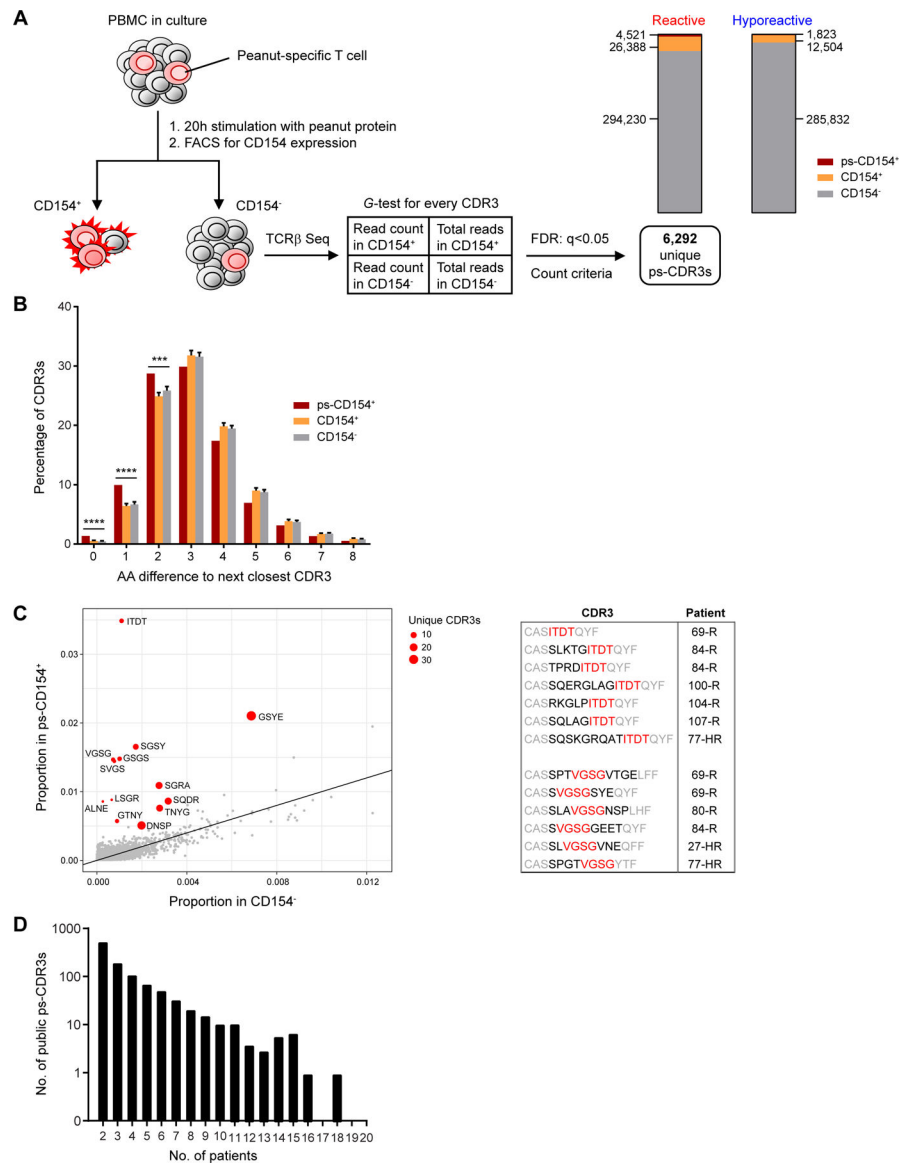 A
PBMC in culture
Peanut-specific T cell
1. 20h stimulation with peanut protein
2. FACS for CD154 expression
CD154+
CD154-
TCRβ Seq
G-test for every CDR3
Read count in CD154+
Total reads in CD154+
Read count in CD154-
Total reads in CD154-
FDR: q<0.05
Count criteria
6,292
unique
ps-CDR3s
Reactive
Hyporeactive
4,521
26,388
294,230
1,823
12,504
285,832
ps-CD154+
CD154+
CD154-
B
Percentage of CDR3s
40
30
20
10
0
****
****
***
ps-CD154+
CD154+
CD154-
0 1 2 3 4 5 6 7 8
AA difference to next closest CDR3
C
Proportion in ps-CD154+
0.03
0.02
0.01
0.00
ITDT
GSYE
SGSY
VGSG
GSGS
SVGS
SGRA
ALNE
LSGR
SQDR
GTNY
TNYG
DNSP
0.000 0.004 0.008 0.012
Proportion in CD154-
Unique CDR3s
10
20
30
CDR3 Patient
CASITDTQYF 69-R
CASSLKTGITDTQYF 84-R
CASTPRDITDTQYF 84-R
CASSQERGLAGITDTQYF 100-R
CASRKGLPITDTQYF 104-R
CASSQLAGITDTQYF 107-R
CASSQSKGRQATITDTQYF 77-HR
CASSPTVGSGVTGELFF 69-R
CASSVGSGSYEQYF 69-R
CASSLAVGSGNSPLHF 80-R
CASSVGSGGEETQYF 84-R
CASSLVGSGVNEQFF 27-HR
CASSPGTVGSGYTF 77-HR
D
No. of public ps-CDR3s
1000
100
10
1
0
2 3 4 5 6 7 8 9 10 11 12 13 14 15 16 17 18 19 20
No. of patients